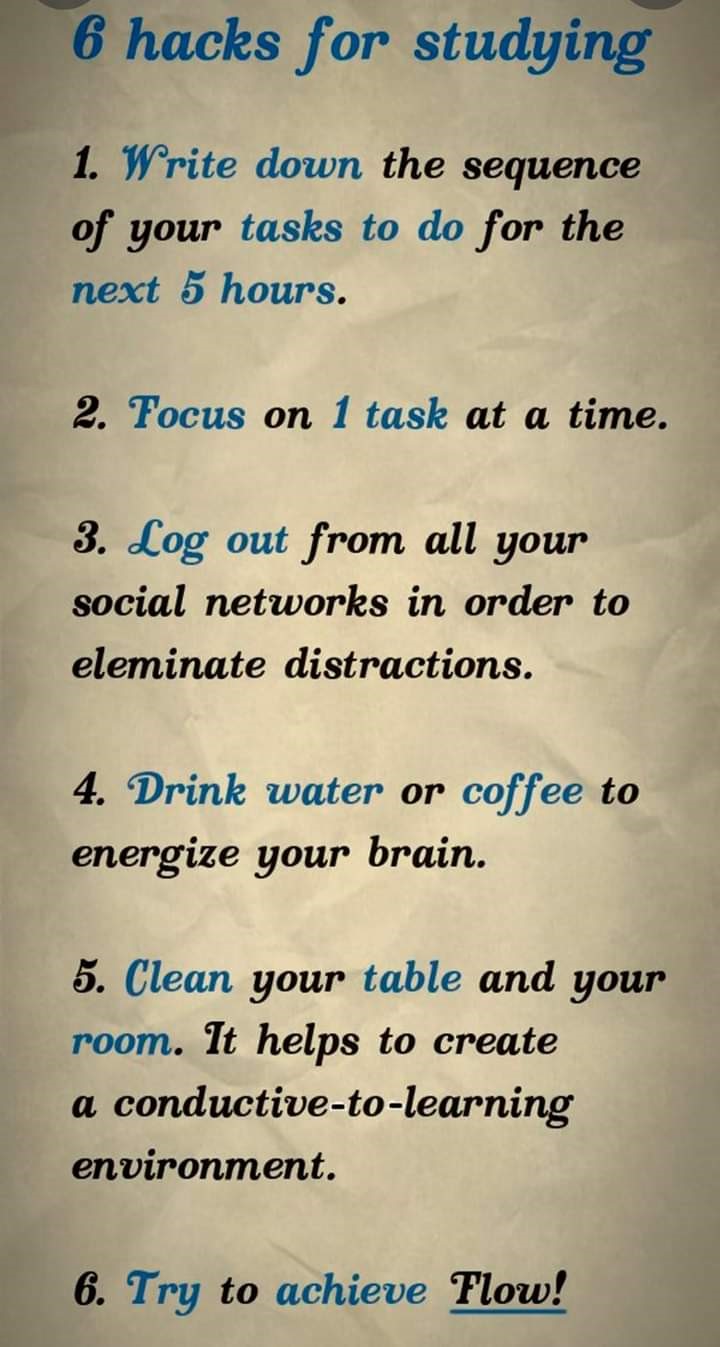 6 hacks for studying
1. Write down the sequence
of your tasks to do for the
next 5 hours.
2. Focus on 1 task at a time.
3. Log out from all your
social networks in order to
eleminate distractions.
4. Drink water or coffee to
energize your brain.
5. Clean your table and your
room. It helps to create
a conductive-to-learning
environment.
6. Try to achieve Flow!